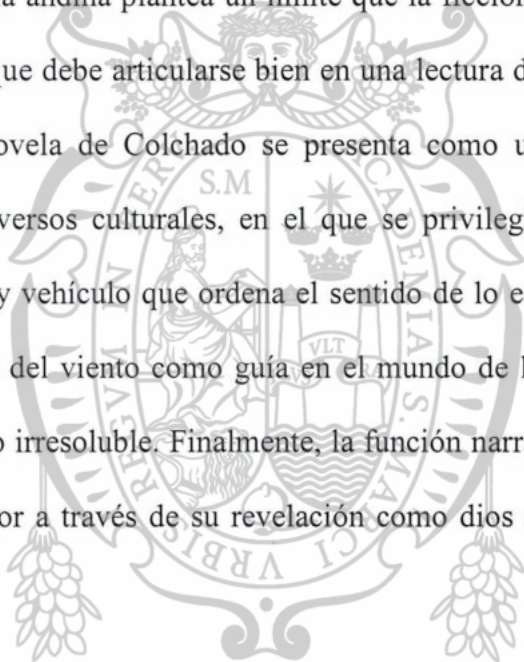 andina plantea un límite que la ficción
que debe articularse bien en una lectura d
ovela de Colchado se presenta como u
S.M
versos culturales, en el que se privileg
y vehículo que ordena el sentido de lo e
VLT
del viento como guía en el mundo de l
o irresoluble. Finalmente, la función narr
or a través de su revelación como dios